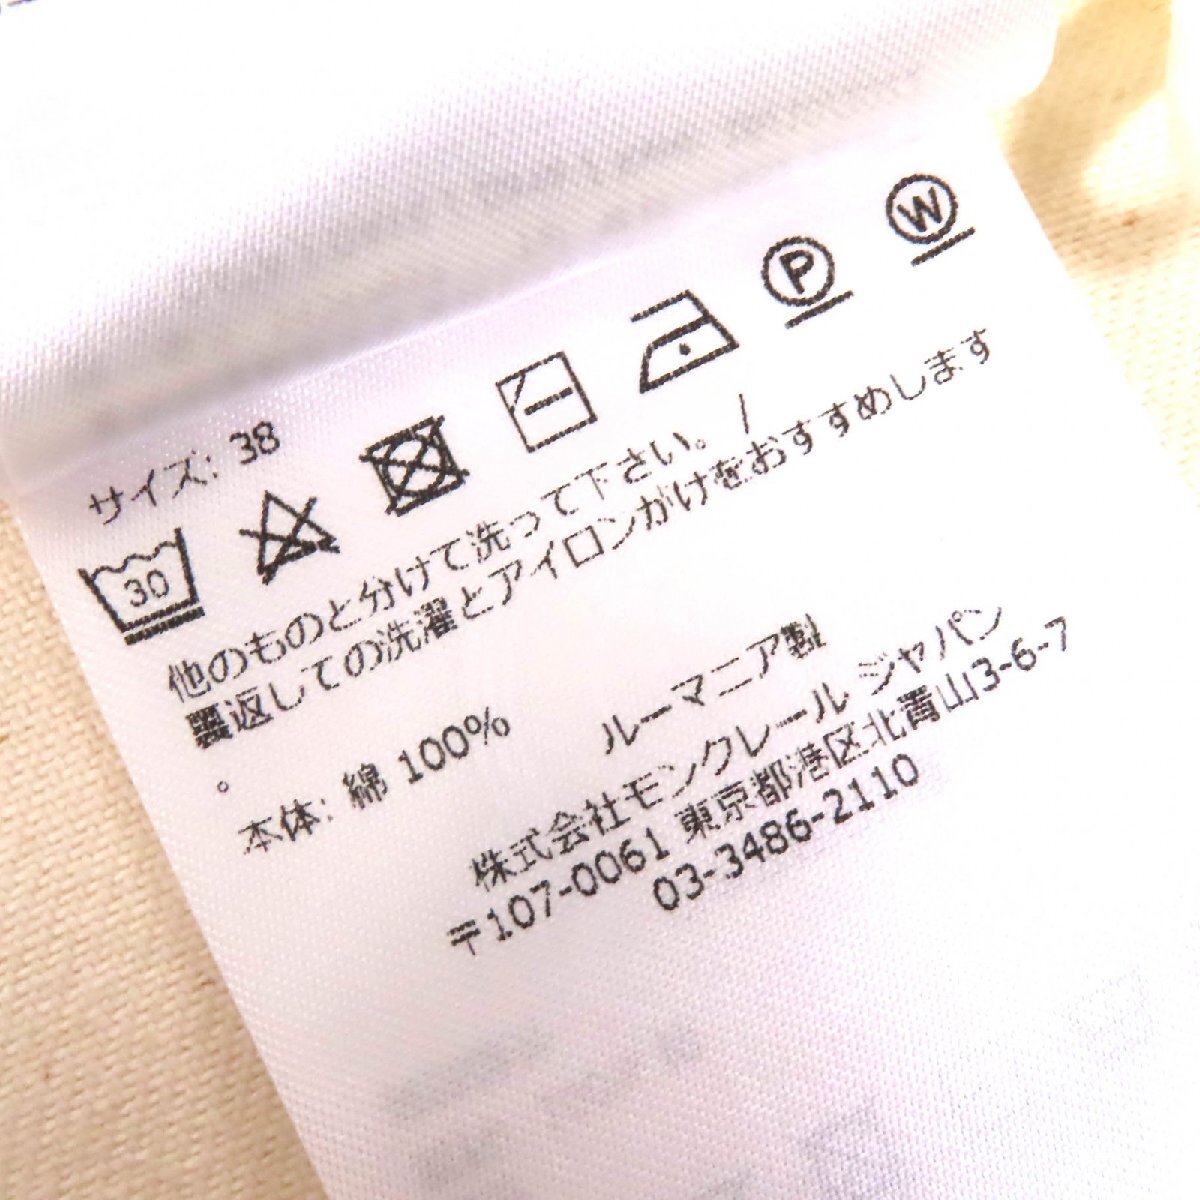 サイズ: 38
30
P
W
他のものと分けて洗って下さい。 /
裏返しての洗濯とアイロンがけをおすすめします
。
本体: 綿 100%
ルーマニア製
株式会社モンクレール ジャパン
〒107-0061 東京都港区北青山3-6-7
03-3486-2110